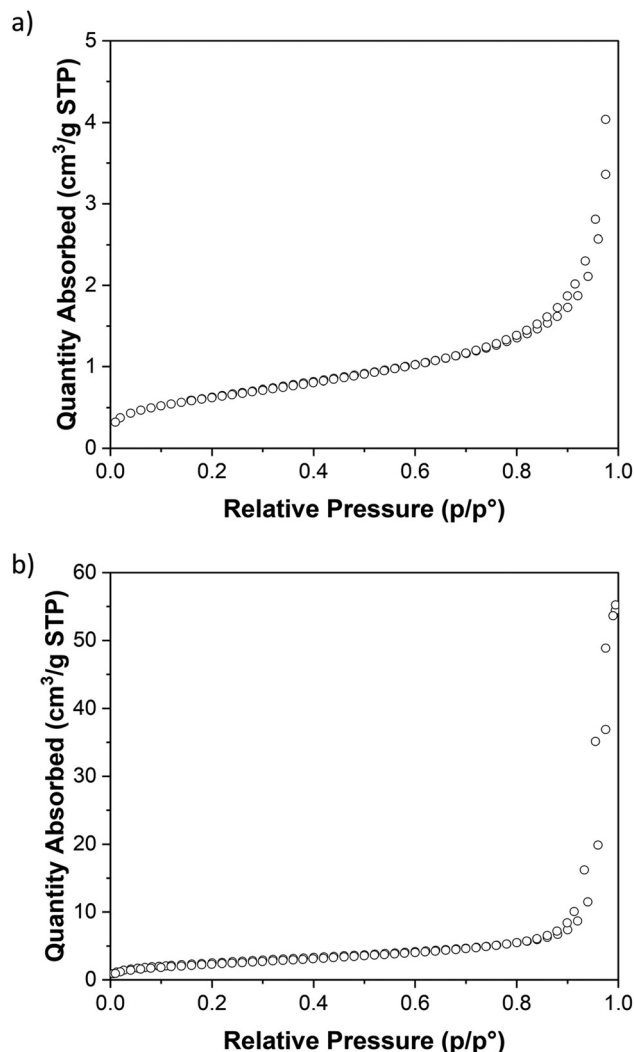 a)
5
4
3
2
1
0
Quantity Absorbed (cm³/g STP)
0.0 0.2 0.4 0.6 0.8 1.0
Relative Pressure (p/p°)
b)
60
50
40
30
20
10
0
Quantity Absorbed (cm³/g STP)
0.0 0.2 0.4 0.6 0.8 1.0
Relative Pressure (p/p°)